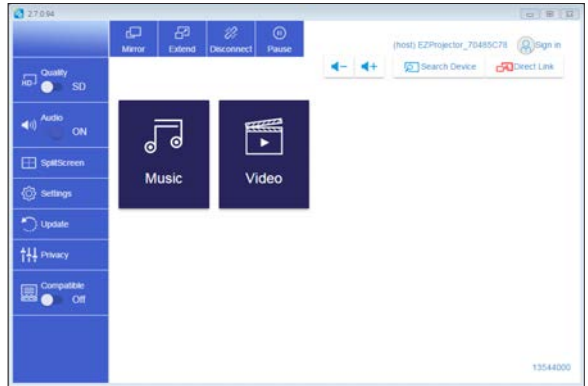 2.7.0.94
Mirror Extend Disconnect Pause
(host) EZProjector_70465C78 Sign in
Search Device Direct Link
HD Quality SD
Audio ON
SplitScreen
Settings
Update
Privacy
Compatible Off
Music Video
13544000